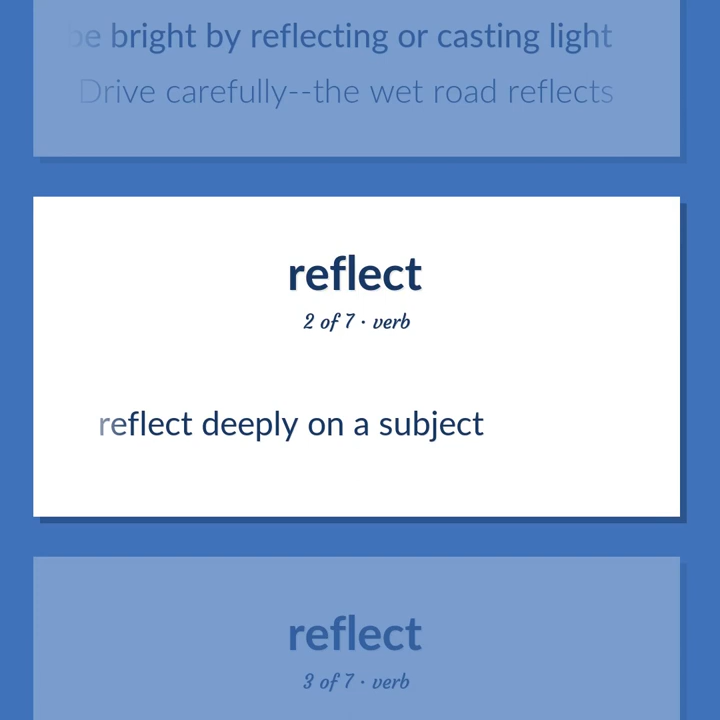 be bright by reflecting or casting light
Drive carefully--the wet road reflects
reflect
2 of 7 · verb
reflect deeply on a subject
reflect
3 of 7 · verb